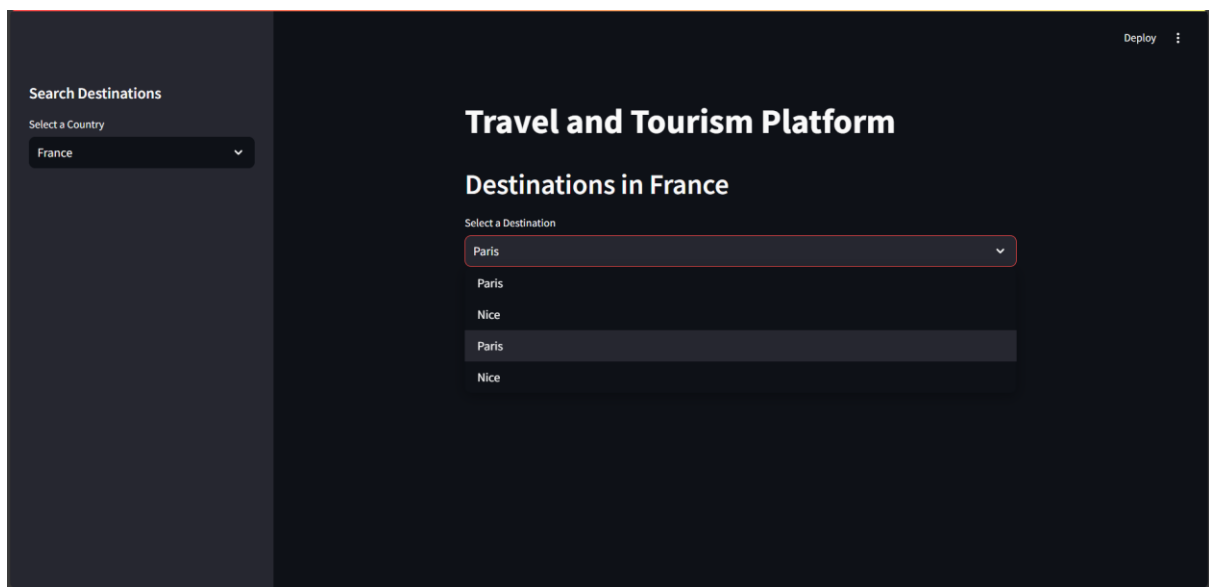 Deploy
Search Destinations
Select a Country
France
Travel and Tourism Platform
Destinations in France
Select a Destination
Paris
Paris
Nice
Paris
Nice